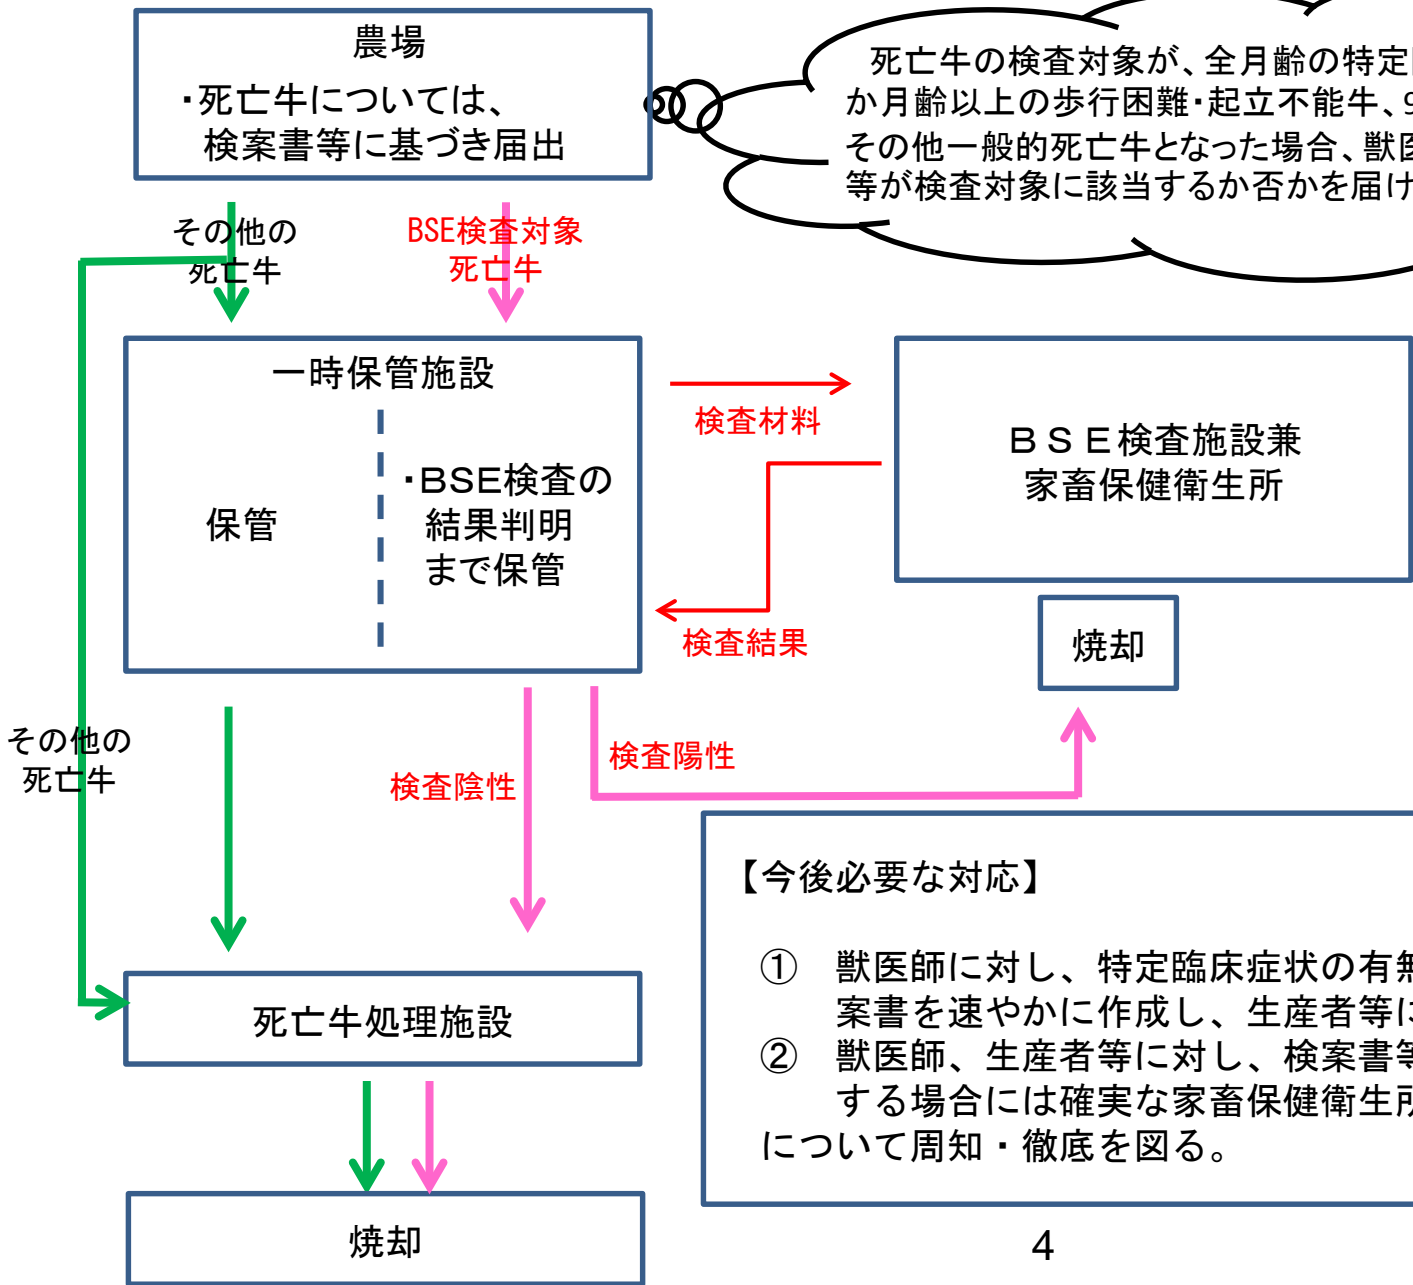 農場
・死亡牛については、
検案書等に基づき届出
死亡牛の検査対象が、全月齢の特定
か月齢以上の歩行困難・起立不能牛、9
その他一般的死亡牛となった場合、獣医
等が検査対象に該当するか否かを届け
その他の
死亡牛
BSE検査対象
死亡牛
一時保管施設
保管
・BSE検査の
結果判明
まで保管
検査材料
検査結果
ＢＳＥ検査施設兼
家畜保健衛生所
焼却
その他の
死亡牛
検査陰性
検査陽性
【今後必要な対応】
①　獣医師に対し、特定臨床症状の有無
案書を速やかに作成し、生産者等に
②　獣医師、生産者等に対し、検案書等
する場合には確実な家畜保健衛生所
について周知・徹底を図る。
死亡牛処理施設
焼却
4